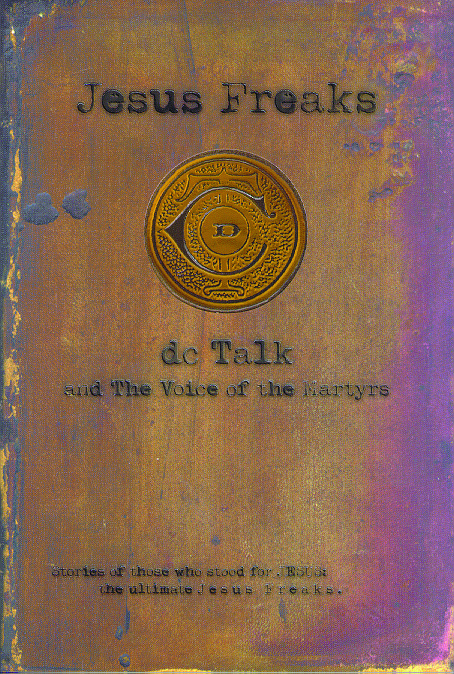 Jesus Freaks
D
dc Talk
and The Voice of the Martyrs
Stories of those who stood for
the ultimate Jesus Freaks.